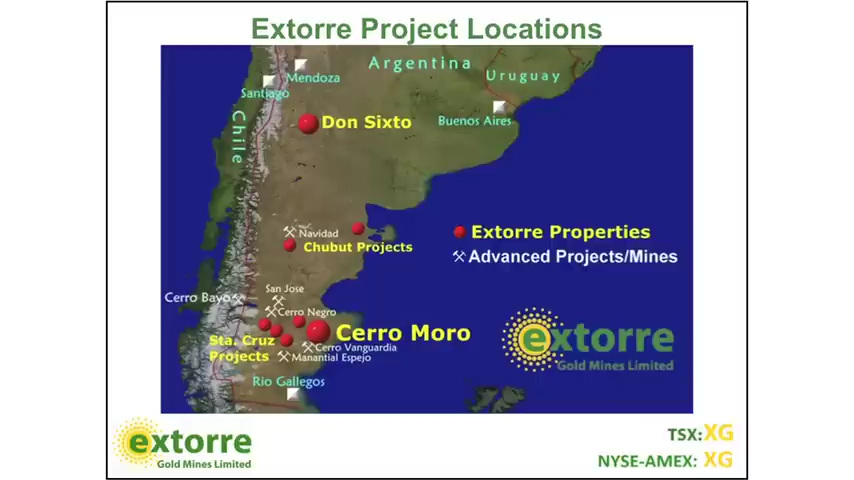 Extorre Project Locations
Argentina
Mendoza
Uruguay
Santiago
Buenos Aires
Don Sixto
Chile
Navidad
Chubut Projects
Extorre Properties
Advanced Projects/Mines
San Jose
Cerro Bayo
Cerro Negro
Cerro Moro
Sta. Cruz
Projects
Cerro Vanguardia
Manantial Espejo
Rio Gallegos
extorre
Gold Mines Limited
extorre
Gold Mines Limited
TSX:XG
NYSE-AMEX: XG